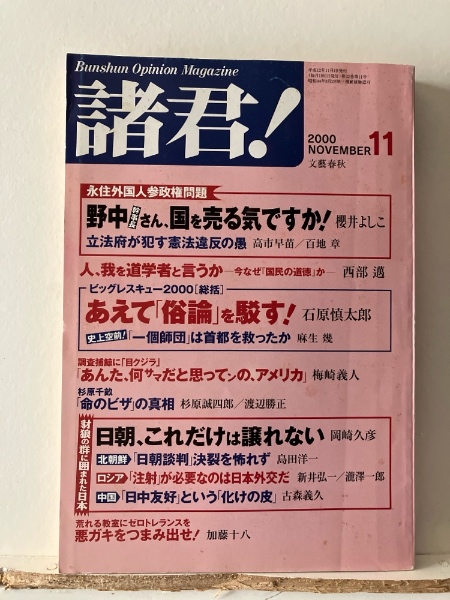 Bunshun Opinion Magazine
諸君!
2000
NOVEMBER 11
文藝春秋
永住外国人参政権問題
野中幹事長さん、国を売る気ですか! 櫻井よしこ
立法府が犯す憲法違反の愚 高市早苗/百地 章
人、我を道学者と言うか―今なぜ『国民の道徳』か― 西部 邁
ビッグレスキュー2000[総括]
あえて「俗論」を駁す! 石原慎太郎
史上空前!「一個師団」は首都を救ったか 麻生 幾
調査捕鯨に「目クジラ」
「あんた、何サマだと思ってンの、アメリカ」 梅崎義人
杉原千畝
「命のビザ」の真相 杉原誠四郎/渡辺勝正
豺狼の群に囲まれた日本
日朝、これだけは譲れない 岡崎久彦
北朝鮮 「日朝談判」決裂を怖れず 島田洋一
ロシア 「注射」が必要なのは日本外交だ 新井弘一/瀧澤一郎
中国 「日中友好」という「化けの皮」 古森義久
荒れる教室にゼロトレランスを
悪ガキをつまみ出せ! 加藤十八